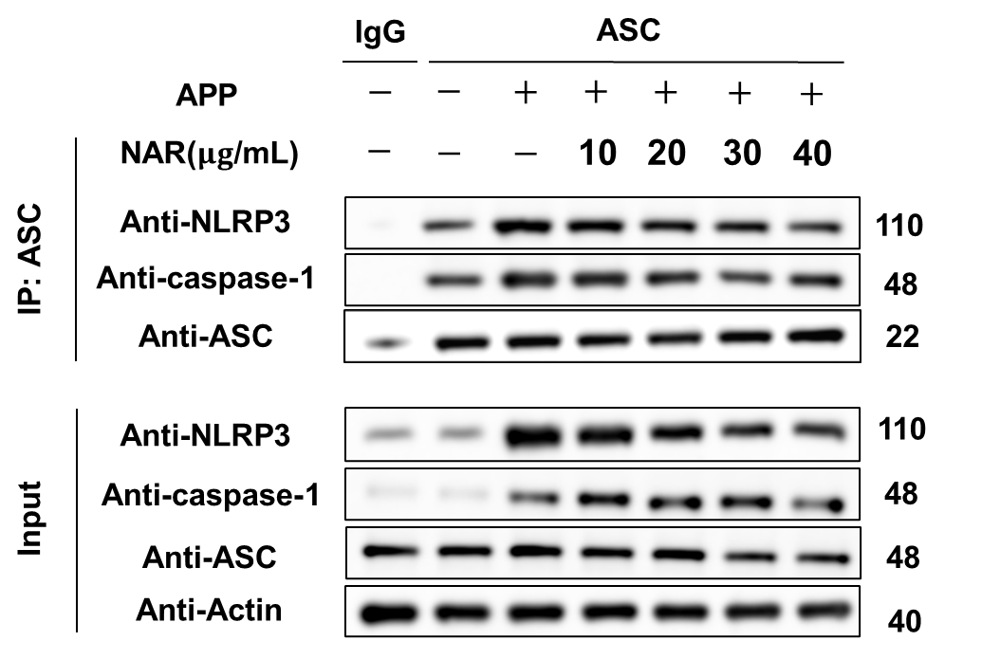 IgG ASC
APP − − + + + + +
NAR(μg/mL) − − − 10 20 30 40
IP: ASC
Anti-NLRP3 110
Anti-caspase-1 48
Anti-ASC 22
Input
Anti-NLRP3 110
Anti-caspase-1 48
Anti-ASC 48
Anti-Actin 40